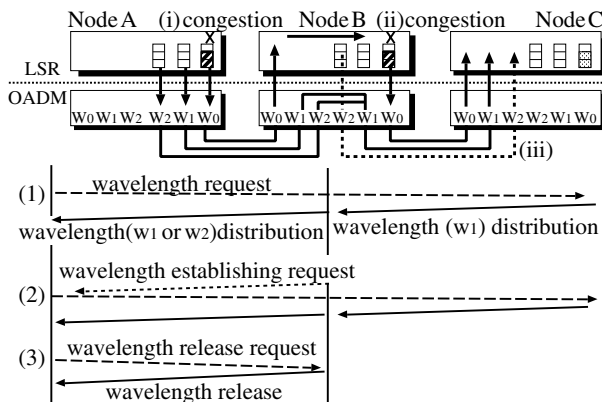 Node A (i) congestion Node B (ii) congestion Node C
X X
LSR
OADM
W0 W1 W2 W2 W1 W0 W0 W1 W2 W2 W1 W0 W0 W1 W2 W2 W1 W0
(iii)
(1) wavelength request
wavelength(w1 or w2)distribution wavelength (w1) distribution
wavelength establishing request
(2)
(3) wavelength release request
wavelength release